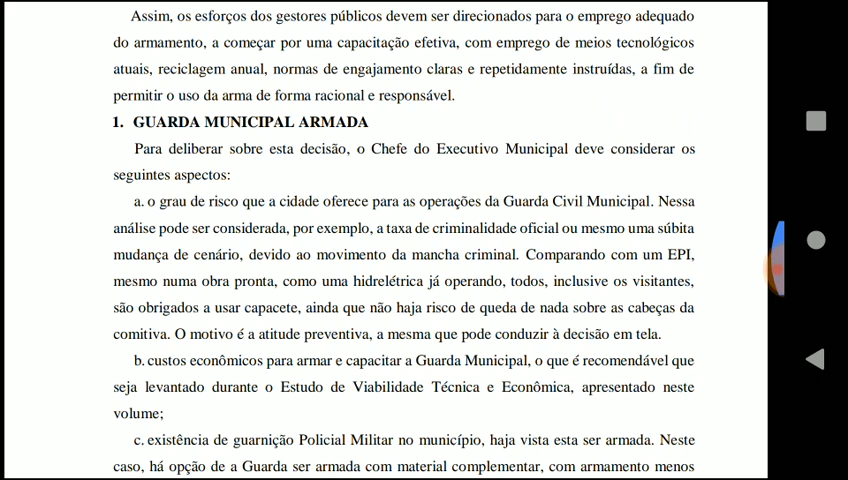 Assim, os esforços dos gestores públicos devem ser direcionados para o emprego adequado
do armamento, a começar por uma capacitação efetiva, com emprego de meios tecnológicos
atuais, reciclagem anual, normas de engajamento claras e repetidamente instruídas, a fim de
permitir o uso da arma de forma racional e responsável.
1. GUARDA MUNICIPAL ARMADA
Para deliberar sobre esta decisão, o Chefe do Executivo Municipal deve considerar os
seguintes aspectos:
a. o grau de risco que a cidade oferece para as operações da Guarda Civil Municipal. Nessa
análise pode ser considerada, por exemplo, a taxa de criminalidade oficial ou mesmo uma súbita
mudança de cenário, devido ao movimento da mancha criminal. Comparando com um EPI,
mesmo numa obra pronta, como uma hidrelétrica já operando, todos, inclusive os visitantes,
são obrigados a usar capacete, ainda que não haja risco de queda de nada sobre as cabeças da
comitiva. O motivo é a atitude preventiva, a mesma que pode conduzir à decisão em tela.
b. custos econômicos para armar e capacitar a Guarda Municipal, o que é recomendável que
seja levantado durante o Estudo de Viabilidade Técnica e Econômica, apresentado neste
volume;
c. existência de guarnição Policial Militar no município, haja vista esta ser armada. Neste
caso, há opção de a Guarda ser armada com material complementar, com armamento menos